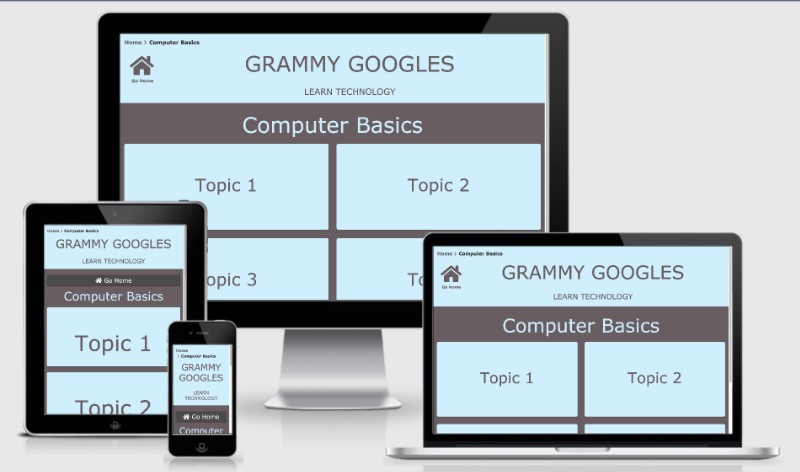 Home > Computer Basics
GRAMMY GOOGLES
Go Home
LEARN TECHNOLOGY
Computer Basics
Topic 1
Topic 2
opic 3
To
Home > Computer Basics
GRAMMY GOOGLES
LEARN TECHNOLOGY
Go Home
Computer Basics
Topic 1
Topic 2
Home
> Computer Basics
GRAMMY
GOOGLES
LEARN
TECHNOLOGY
Go Home
Computer
Home > Computer Basics
GRAMMY GOOGLES
Go Home
LEARN TECHNOLOGY
Computer Basics
Topic 1
Topic 2